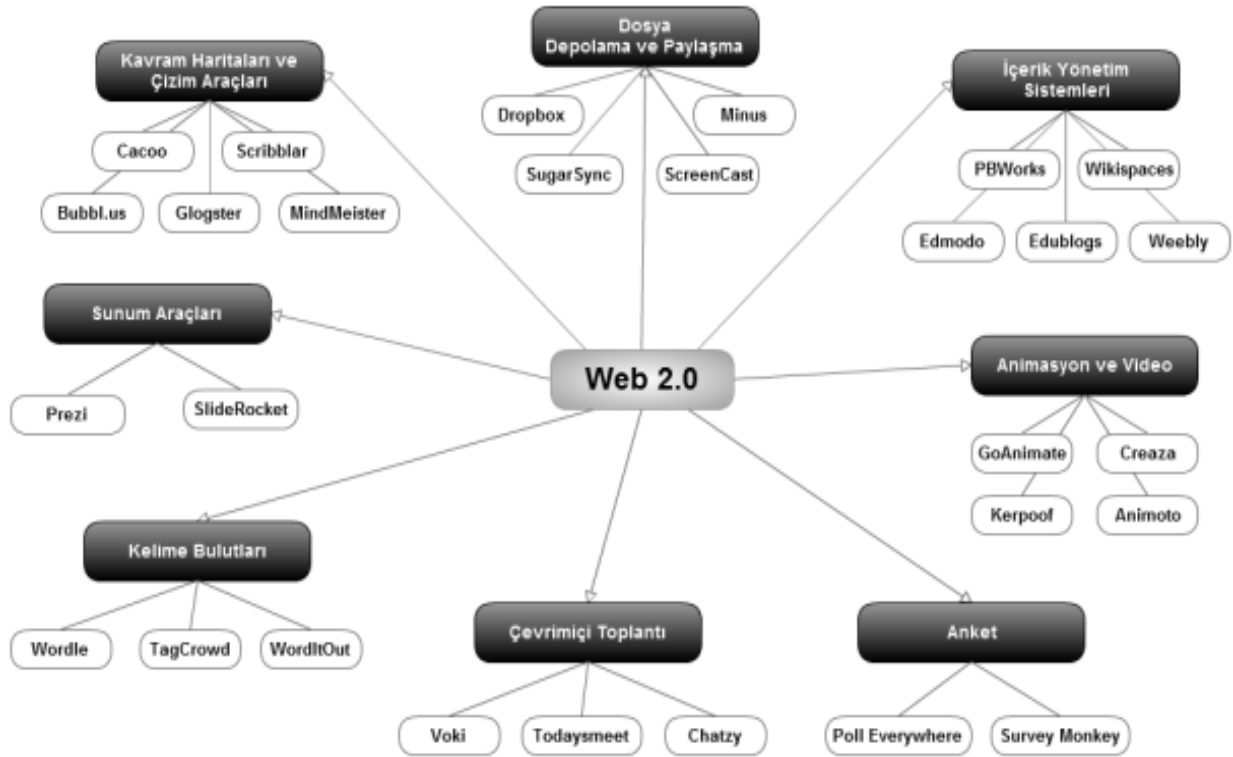 Kavram Haritaları ve
Çizim Araçları
Cacoo
Scribblar
Bubbl.us
Glogster
MindMeister
Dosya
Depolama ve Paylaşma
Dropbox
Minus
SugarSync
ScreenCast
İçerik Yönetim
Sistemleri
PBWorks
Wikispaces
Edmodo
Edublogs
Weebly
Sunum Araçları
Prezi
SlideRocket
Web 2.0
Animasyon ve Video
GoAnimate
Creaza
Kerpoof
Animoto
Kelime Bulutları
Wordle
TagCrowd
WordItOut
Çevrimiçi Toplantı
Voki
Todaysmeet
Chatzy
Anket
Poll Everywhere
Survey Monkey